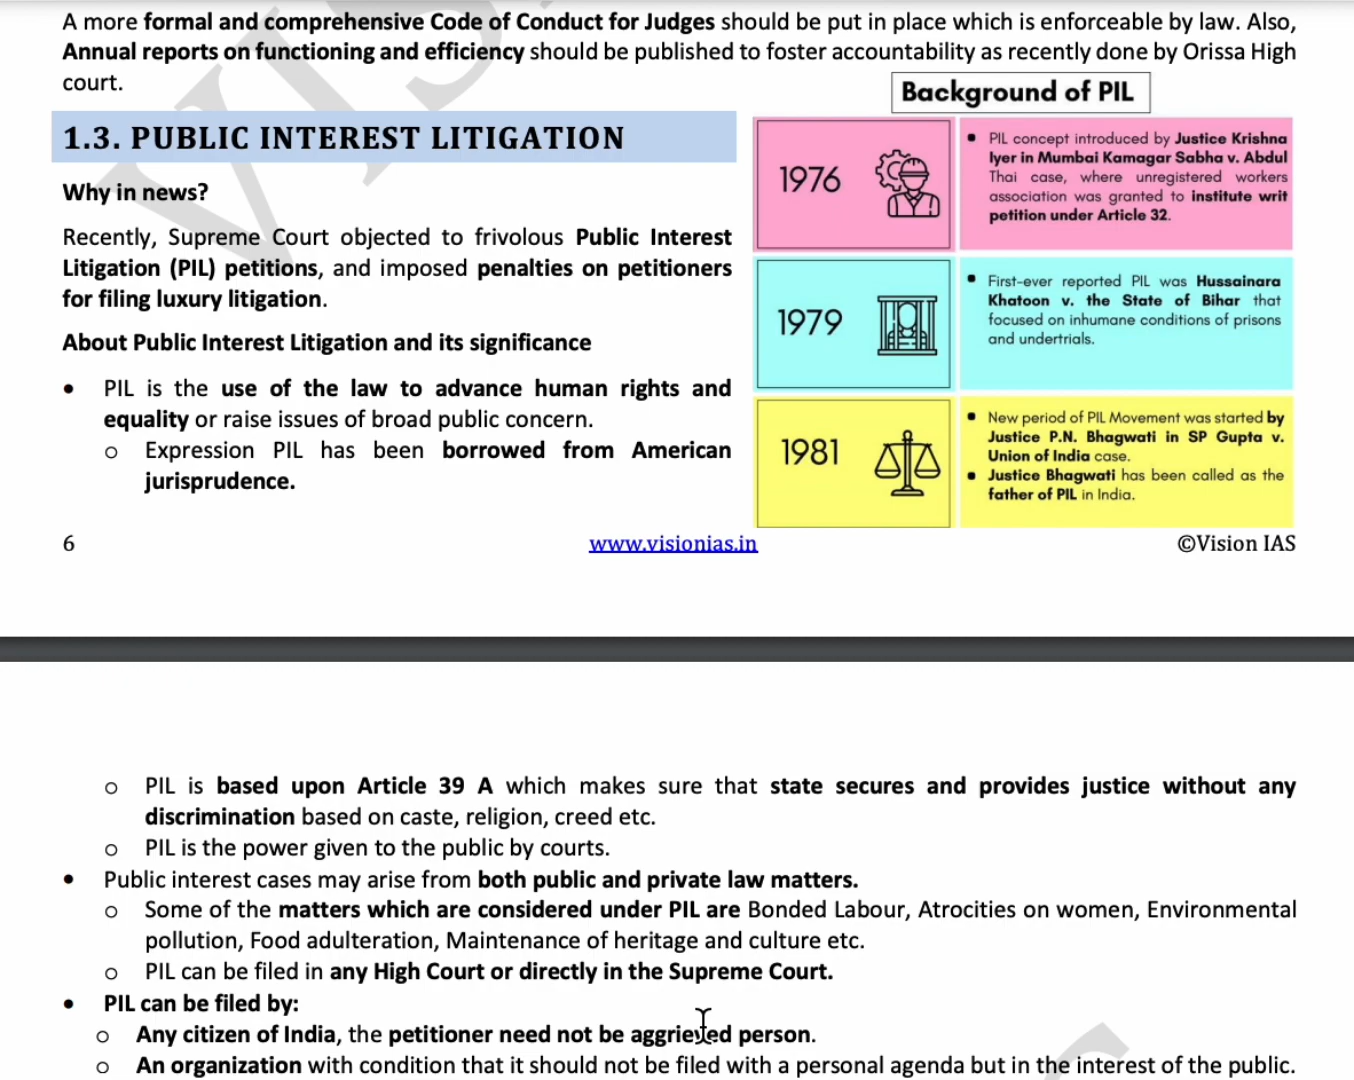 A more formal and comprehensive Code of Conduct for Judges should be put in place which is enforceable by law. Also,
Annual reports on functioning and efficiency should be published to foster accountability as recently done by Orissa High
court.
1.3. PUBLIC INTEREST LITIGATION
Why in news?
Recently, Supreme Court objected to frivolous Public Interest
Litigation (PIL) petitions, and imposed penalties on petitioners
for filing luxury litigation.
About Public Interest Litigation and its significance
• PIL is the use of the law to advance human rights and
equality or raise issues of broad public concern.
o Expression PIL has been borrowed from American
jurisprudence.
Background of PIL
1976
• PIL concept introduced by Justice Krishna
Iyer in Mumbai Kamagar Sabha v. Abdul
Thai case, where unregistered workers
association was granted to institute writ
petition under Article 32.
1979
• First-ever reported PIL was Hussainara
Khatoon v. the State of Bihar that
focused on inhumane conditions of prisons
and undertrials.
1981
• New period of PIL Movement was started by
Justice P.N. Bhagwati in SP Gupta v.
Union of India case.
• Justice Bhagwati has been called as the
father of PIL in India.
6 www.visionias.in ©Vision IAS
o PIL is based upon Article 39 A which makes sure that state secures and provides justice without any
discrimination based on caste, religion, creed etc.
o PIL is the power given to the public by courts.
• Public interest cases may arise from both public and private law matters.
o Some of the matters which are considered under PIL are Bonded Labour, Atrocities on women, Environmental
pollution, Food adulteration, Maintenance of heritage and culture etc.
o PIL can be filed in any High Court or directly in the Supreme Court.
• PIL can be filed by:
o Any citizen of India, the petitioner need not be aggrieved person.
o An organization with condition that it should not be filed with a personal agenda but in the interest of the public.